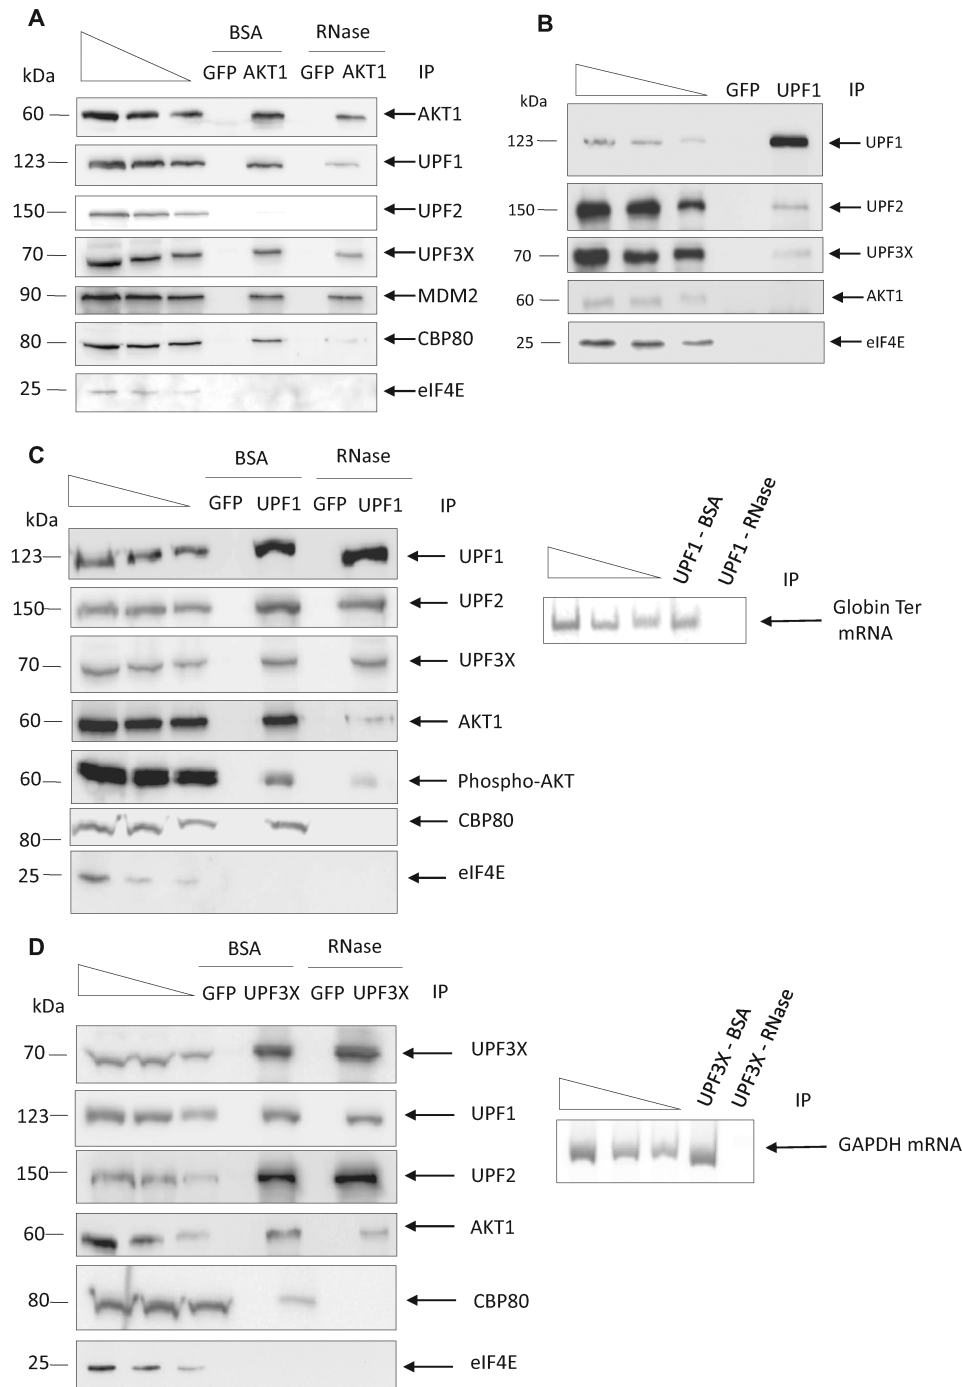 A
BSA RNase
kDa GFP AKT1 GFP AKT1 IP
60 AKT1
123 UPF1
150 UPF2
70 UPF3X
90 MDM2
80 CBP80
25 eIF4E
B
kDa GFP UPF1 IP
123 UPF1
150 UPF2
70 UPF3X
60 AKT1
25 eIF4E
C
BSA RNase
kDa GFP UPF1 GFP UPF1 IP
123 UPF1
150 UPF2
70 UPF3X
60 AKT1
60 Phospho-AKT
80 CBP80
25 eIF4E
UPF1 - BSA
UPF1 - RNase
IP
Globin Ter
mRNA
D
BSA RNase
kDa GFP UPF3X GFP UPF3X IP
70 UPF3X
123 UPF1
150 UPF2
60 AKT1
80 CBP80
25 eIF4E
UPF3X - BSA
UPF3X - RNase
IP
GAPDH mRNA